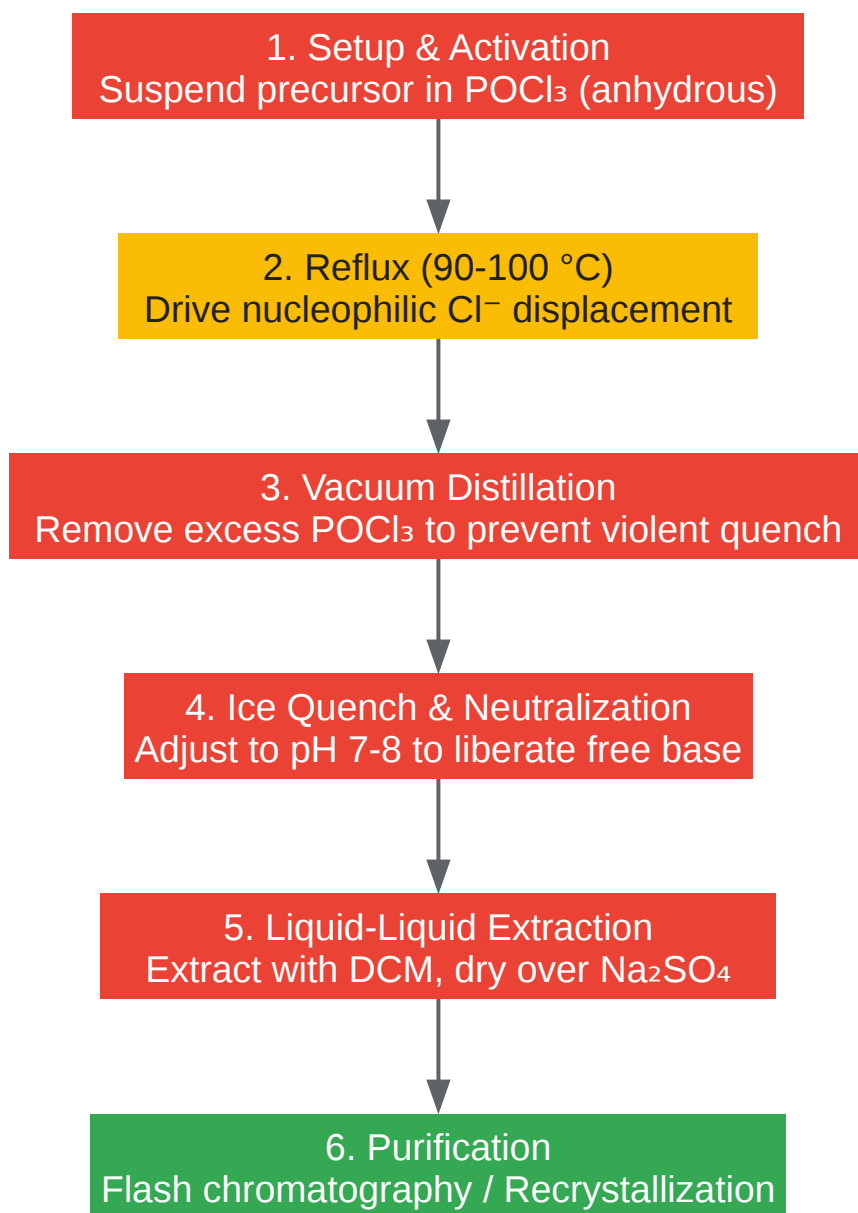 1. Setup & Activation
Suspend precursor in POCl₃ (anhydrous)
2. Reflux (90-100 °C)
Drive nucleophilic Cl⁻ displacement
3. Vacuum Distillation
Remove excess POCl₃ to prevent violent quench
4. Ice Quench & Neutralization
Adjust to pH 7-8 to liberate free base
5. Liquid-Liquid Extraction
Extract with DCM, dry over Na₂SO₄
6. Purification
Flash chromatography / Recrystallization